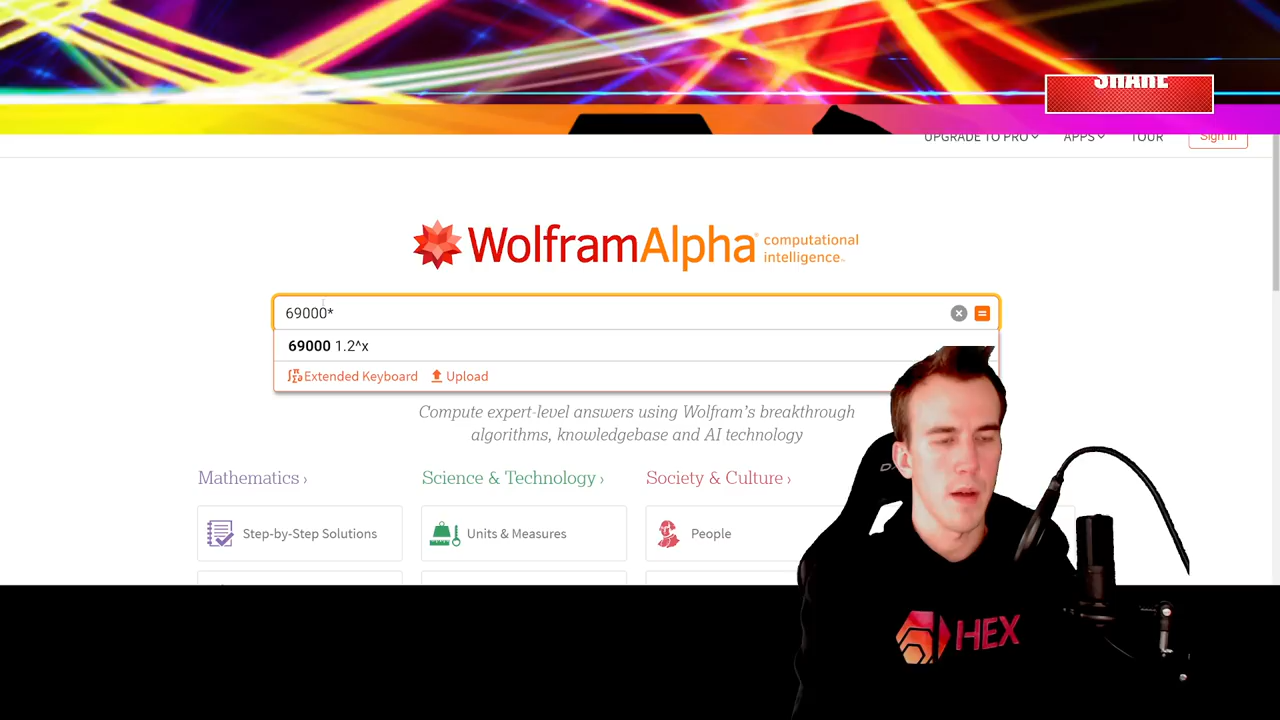 SHARE
UPGRADE TO PRO APPS TOUR Sign in
WolframAlpha computational
intelligence™
69000*
69000 1.2^x
Extended Keyboard Upload
Compute expert-level answers using Wolfram's breakthrough
algorithms, knowledgebase and AI technology
Mathematics › Science & Technology › Society & Culture ›
Step-by-Step Solutions Units & Measures People
HEX